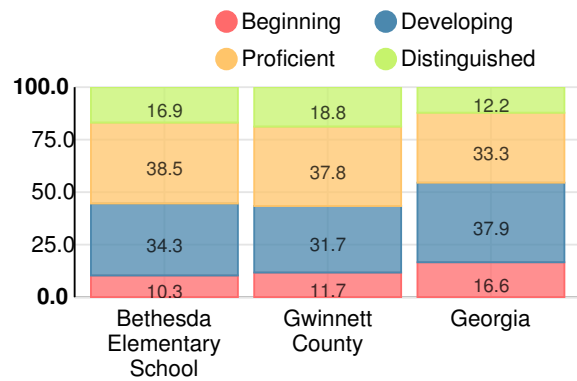 Beginning Developing
Proficient Distinguished
100.0
75.0
50.0
25.0
0.0
16.9 18.8 12.2
38.5 37.8 33.3
34.3 31.7 37.9
10.3 11.7 16.6
Bethesda
Elementary
School
Gwinnett
County
Georgia